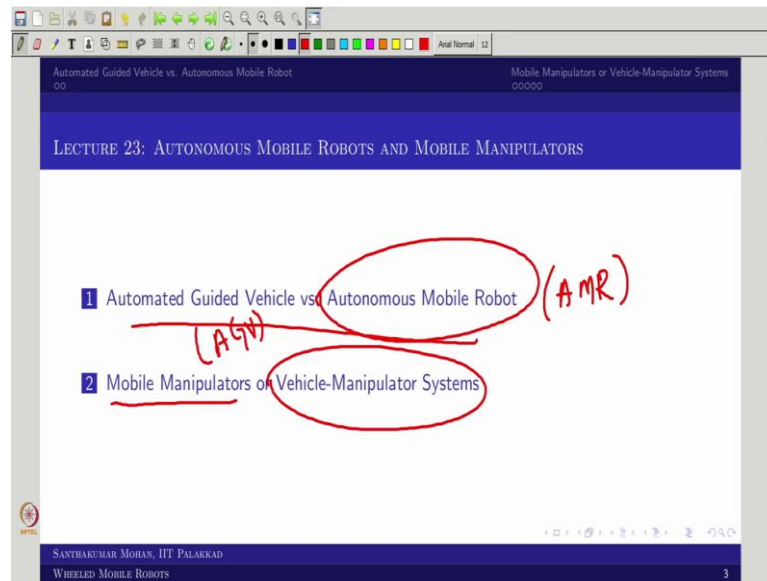 Arial Normal 12
Automated Guided Vehicle vs. Autonomous Mobile Robot
Mobile Manipulators or Vehicle-Manipulator Systems
LECTURE 23: AUTONOMOUS MOBILE ROBOTS AND MOBILE MANIPULATORS
1 Automated Guided Vehicle vs. Autonomous Mobile Robot (AMR)
(AGV)
2 Mobile Manipulators or Vehicle-Manipulator Systems
NPTEL
SANTHAKUMAR MOHAN, IIT PALAKKAD
WHEELED MOBILE ROBOTS 3